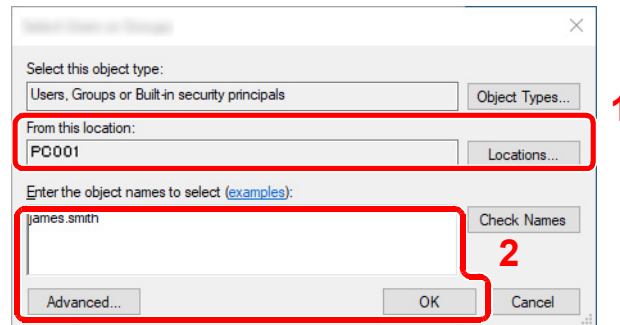 Select this object type:
Users, Groups or Built-in security principals
Object Types...
1
From this location:
PC001
Locations...
Enter the object names to select (examples):
james.smith
Check Names
2
Advanced...
OK
Cancel